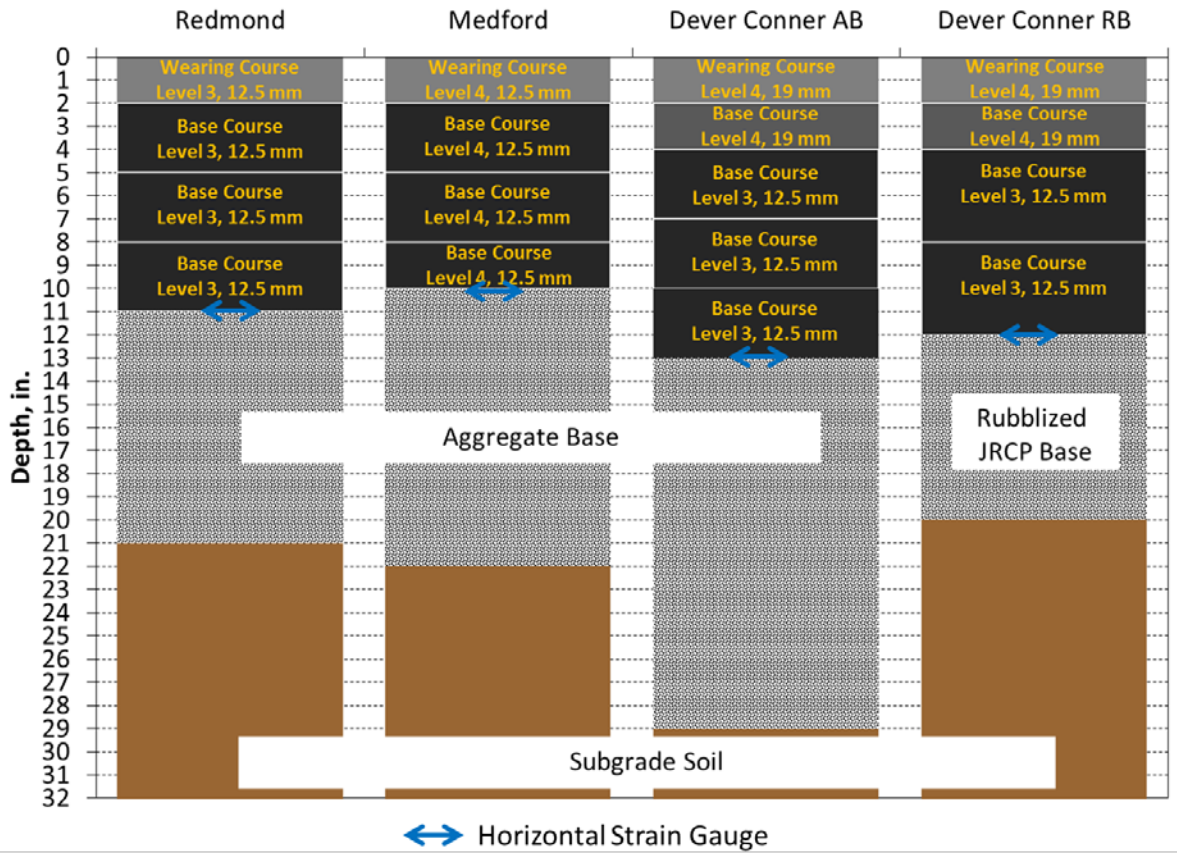 Redmond
Medford
Dever Conner AB
Dever Conner RB
Depth, in.
0
1
2
3
4
5
6
7
8
9
10
11
12
13
14
15
16
17
18
19
20
21
22
23
24
25
26
27
28
29
30
31
32
Wearing Course
Level 3, 12.5 mm
Base Course
Level 3, 12.5 mm
Base Course
Level 3, 12.5 mm
Base Course
Level 3, 12.5 mm
Wearing Course
Level 4, 12.5 mm
Base Course
Level 4, 12.5 mm
Base Course
Level 4, 12.5 mm
Base Course
Level 4, 12.5 mm
Wearing Course
Level 4, 19 mm
Base Course
Level 4, 19 mm
Base Course
Level 3, 12.5 mm
Base Course
Level 3, 12.5 mm
Base Course
Level 3, 12.5 mm
Wearing Course
Level 4, 19 mm
Base Course
Level 4, 19 mm
Base Course
Level 3, 12.5 mm
Base Course
Level 3, 12.5 mm
Aggregate Base
Rubblized
JRCP Base
Subgrade Soil
Horizontal Strain Gauge